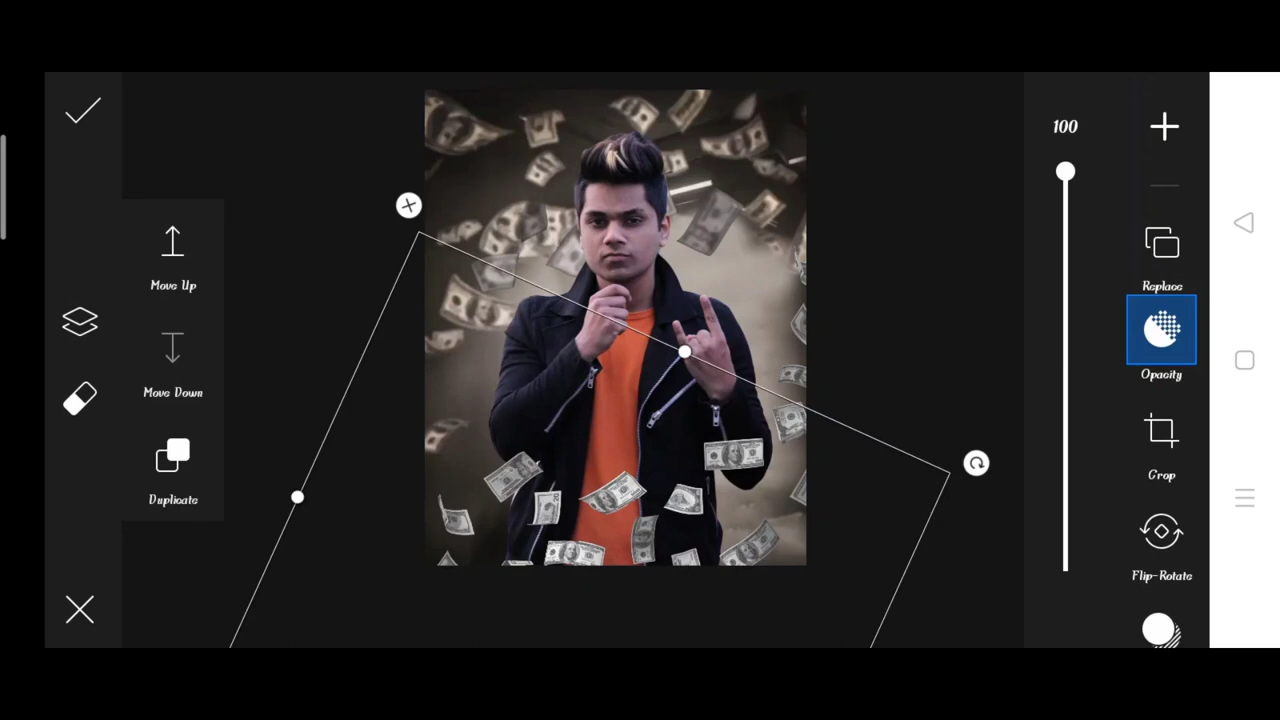 Move Up
Move Down
Duplicate
100
Replace
Opacity
Crop
Flip-Rotate